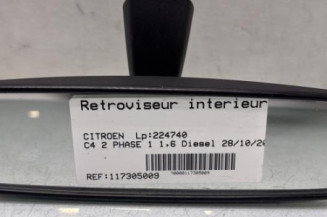 Retroviseur interieur
CITROEN Lp:224740
C4 2 PHASE 1 1.6 Diesel 28/10/20
REF:117305009